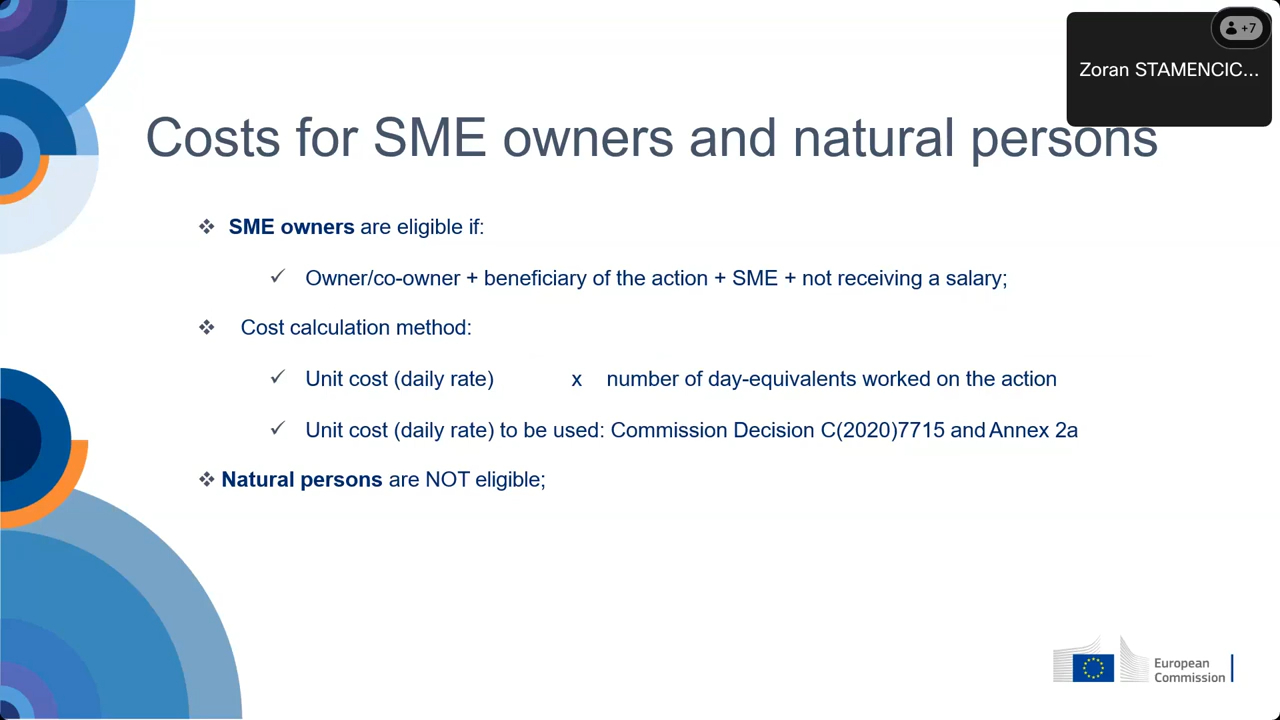 +7
Zoran STAMENCIC...
Costs for SME owners and natural persons
❖ SME owners are eligible if:
✓ Owner/co-owner + beneficiary of the action + SME + not receiving a salary;
❖ Cost calculation method:
✓ Unit cost (daily rate) x number of day-equivalents worked on the action
✓ Unit cost (daily rate) to be used: Commission Decision C(2020)7715 and Annex 2a
❖ Natural persons are NOT eligible;
European
Commission